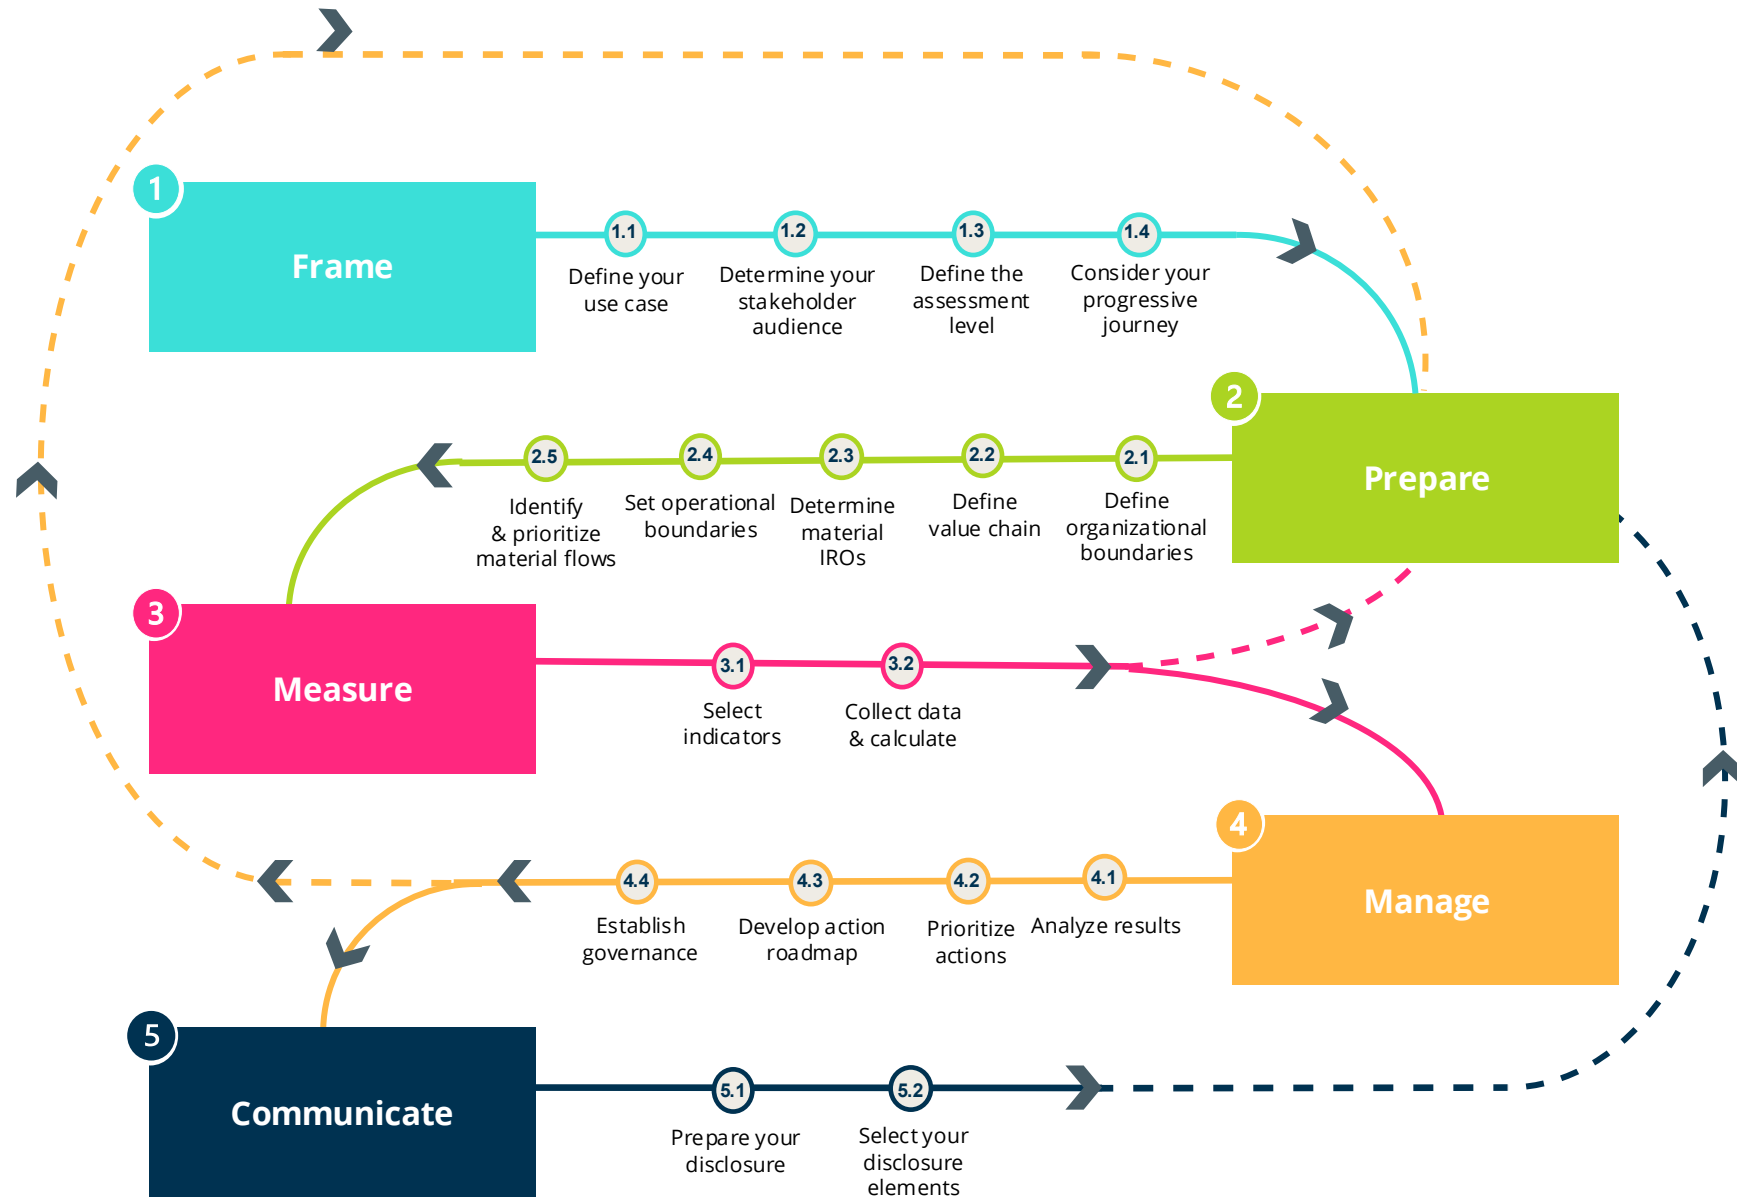 1
Frame
1.1
Define your
use case
1.2
Determine your
stakeholder
audience
1.3
Define the
assessment
level
1.4
Consider your
progressive
journey
2
Prepare
2.1
Define
organizational
boundaries
2.2
Define
value chain
2.3
Determine
material
IROs
2.4
Set operational
boundaries
2.5
Identify
& prioritize
material flows
3
Measure
3.1
Select
indicators
3.2
Collect data
& calculate
4
Manage
4.1
Analyze results
4.2
Prioritize
actions
4.3
Develop action
roadmap
4.4
Establish
governance
5
Communicate
5.1
Prepare your
disclosure
5.2
Select your
disclosure
elements